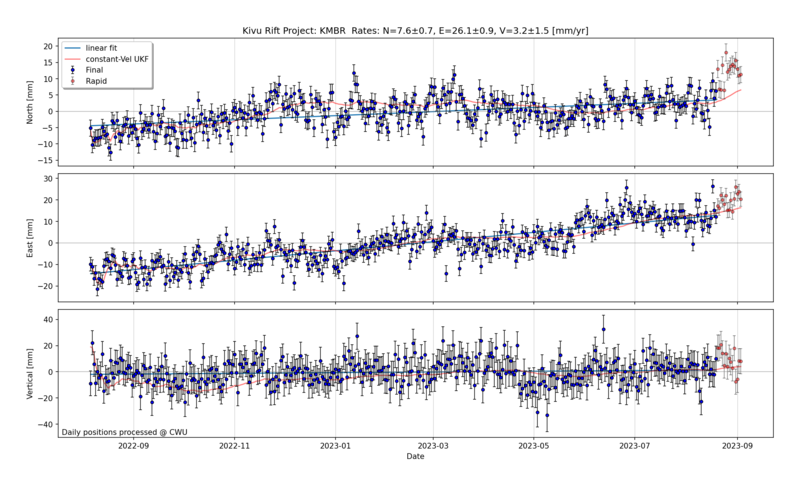 Kivu Rift Project: KMBR Rates: N=7.6±0.7, E=26.1±0.9, V=3.2±1.5 [mm/yr]
linear fit
constant-Vel UKF
Final
Rapid
North [mm]
20
15
10
5
0
−5
−10
−15
East [mm]
30
20
10
0
−10
−20
Vertical [mm]
40
20
0
−20
−40
Daily positions processed @ CWU
2022-09 2022-11 2023-01 2023-03 2023-05 2023-07 2023-09
Date